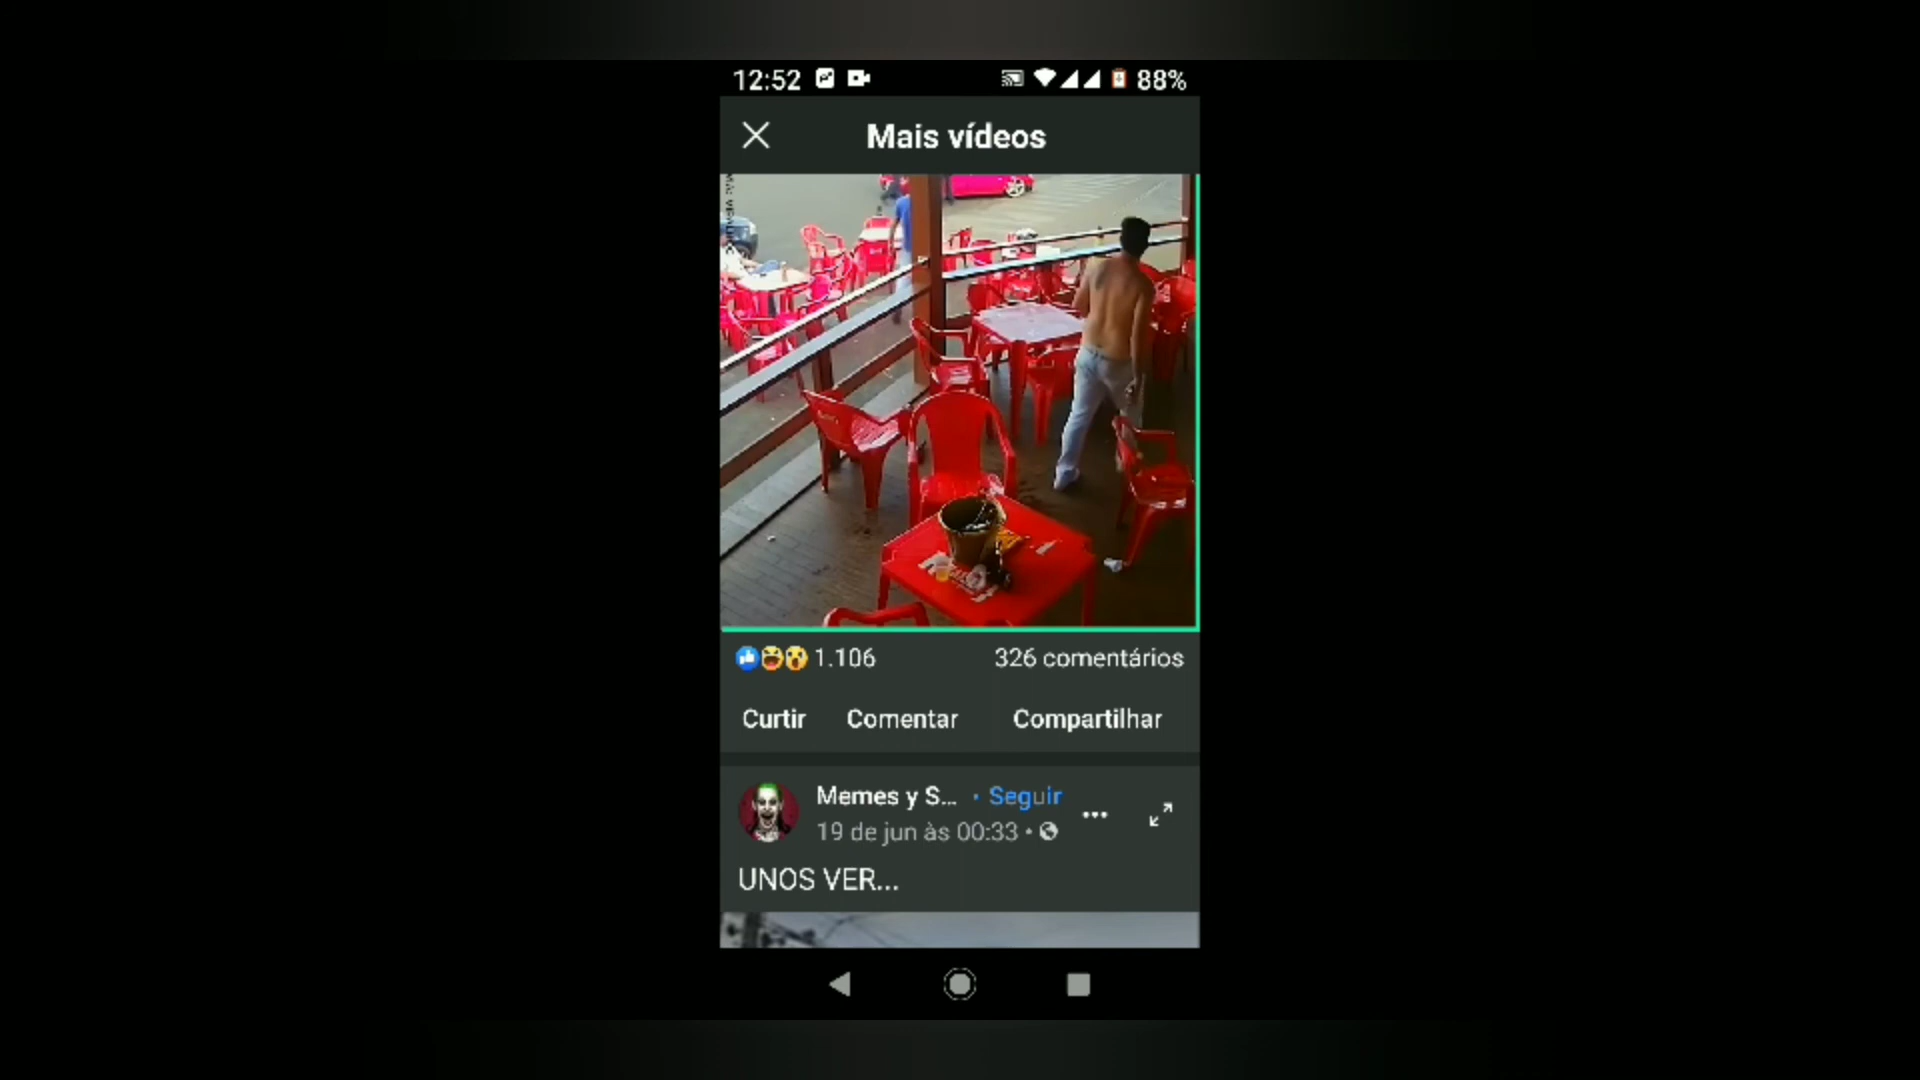 12:52
88%
Mais vídeos
1.106
326 comentários
Curtir
Comentar
Compartilhar
Memes y S... • Seguir
19 de jun às 00:33 •
UNOS VER...